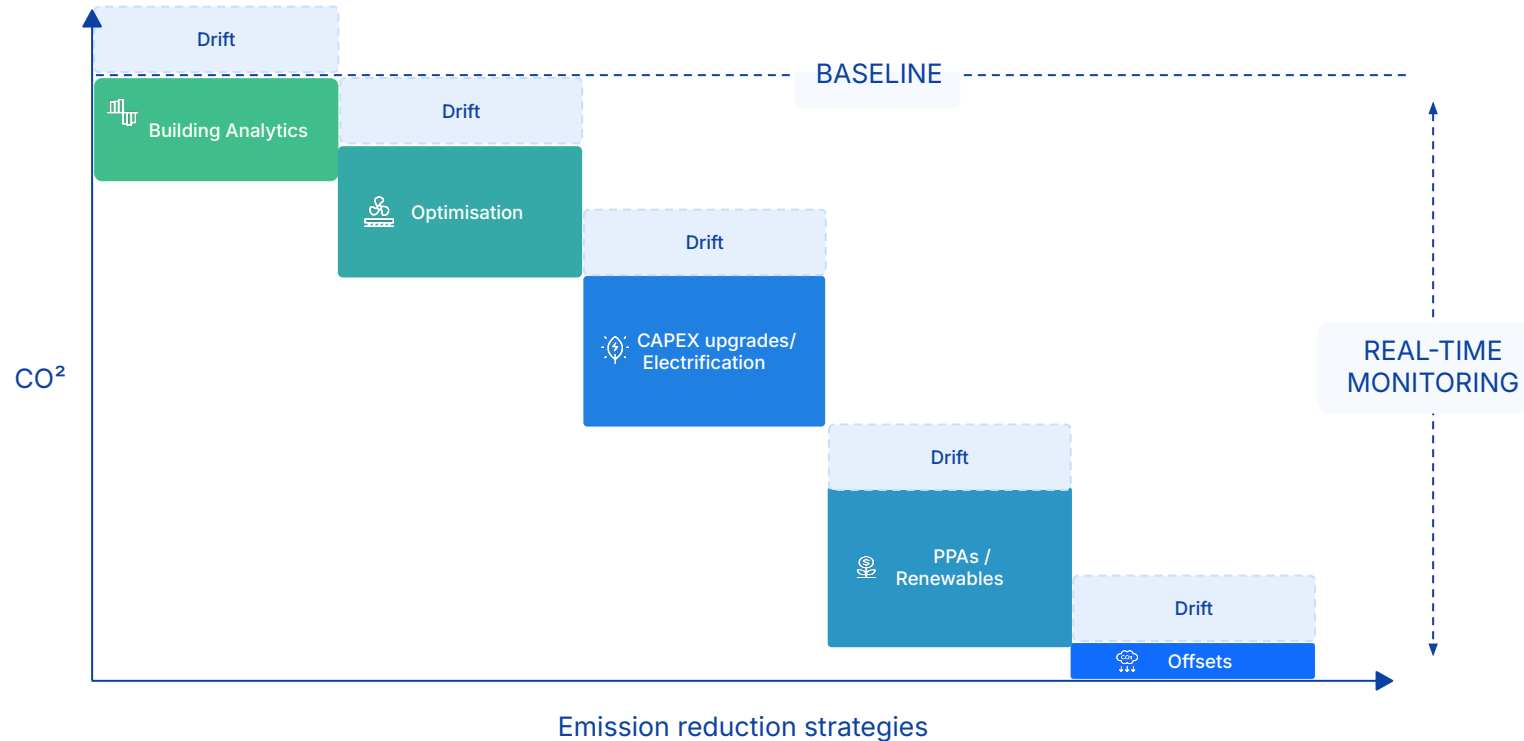 Drift
BASELINE
Building Analytics
Drift
Optimisation
Drift
CAPEX upgrades/
Electrification
REAL-TIME
MONITORING
CO²
Drift
PPAs /
Renewables
Drift
CO2
Offsets
Emission reduction strategies